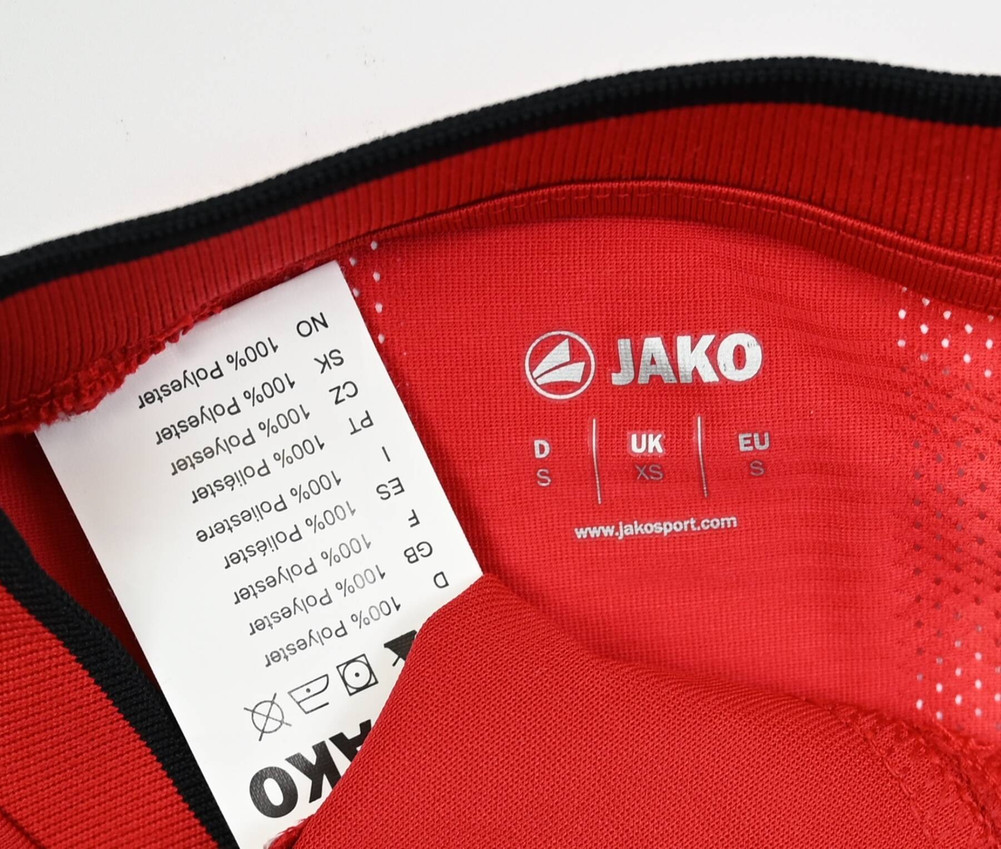 JAKO
D UK EU
S XS S
www.jakosport.com
AKO
D 100% Polyester
GB 100% Polyester
F 100% Polyester
ES 100% Poliéster
I 100% Poliestere
PT 100% Poliéster
CZ 100% Polyester
SK 100% Polyester
NO 100% Polyester